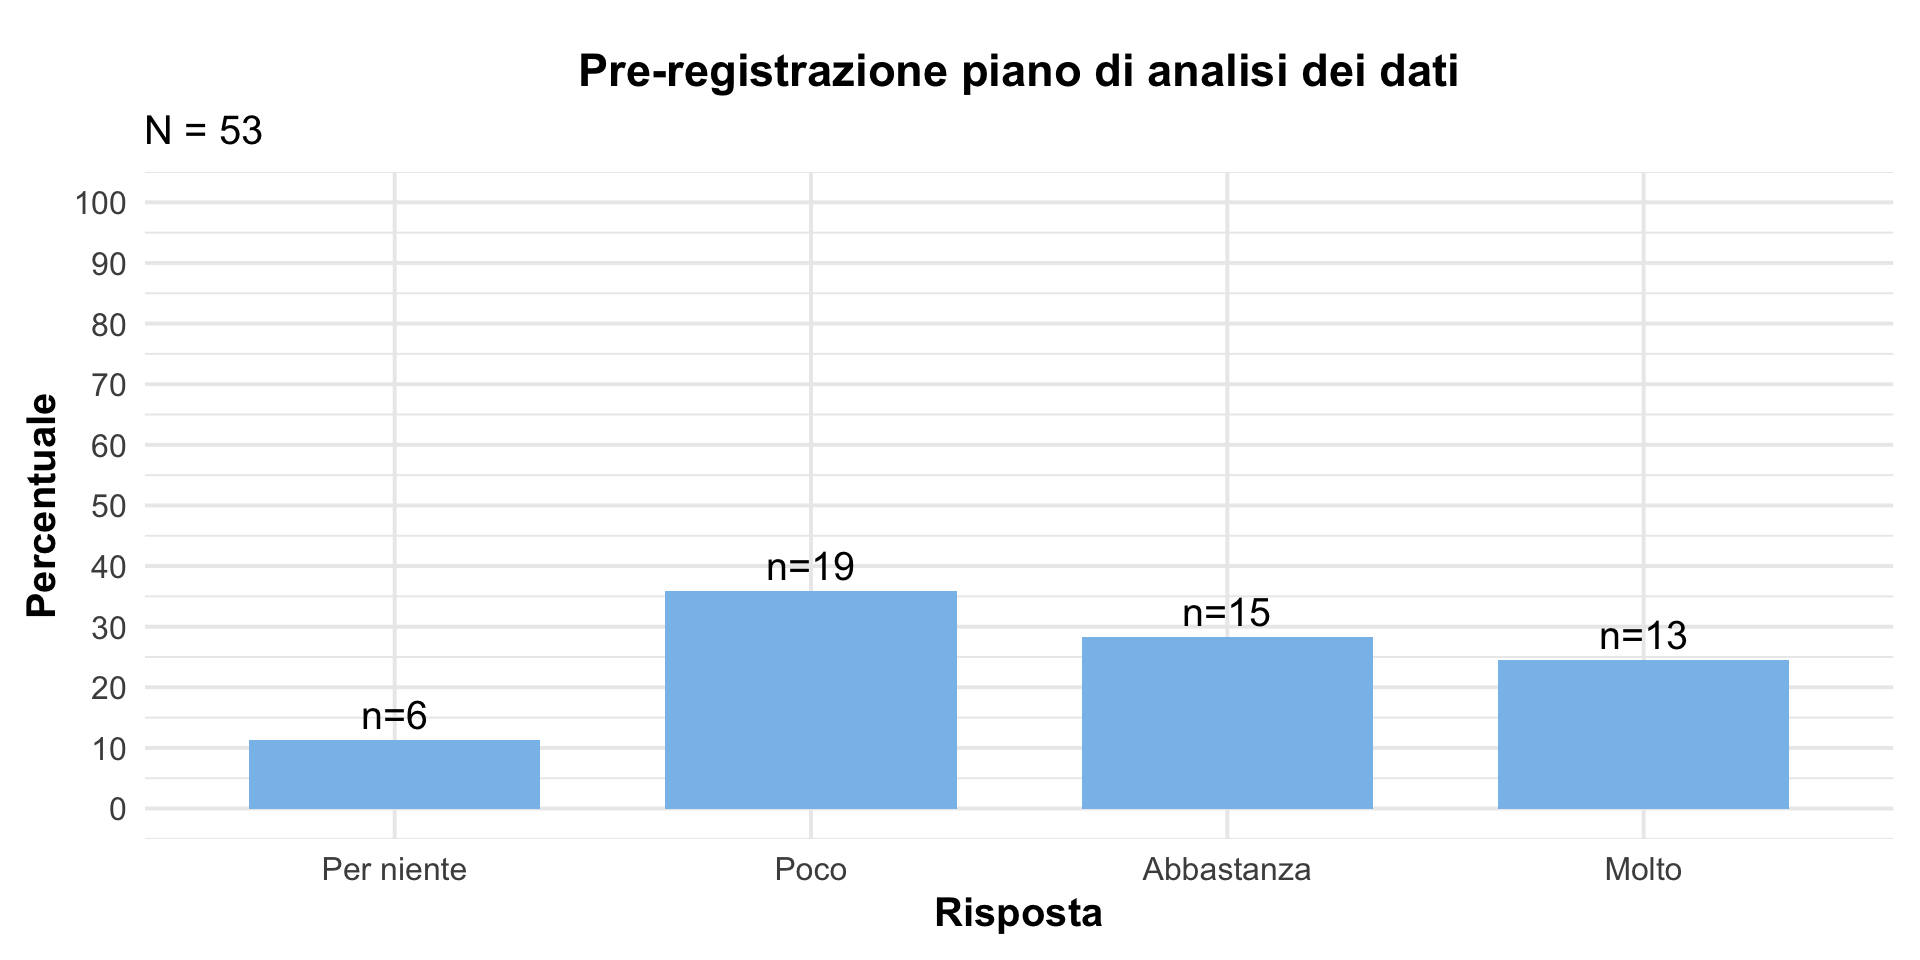 Pre-registrazione piano di analisi dei dati
N = 53
Percentuale
100
90
80
70
60
50
40
30
20
10
0
n=6
n=19
n=15
n=13
Per niente
Poco
Abbastanza
Molto
Risposta